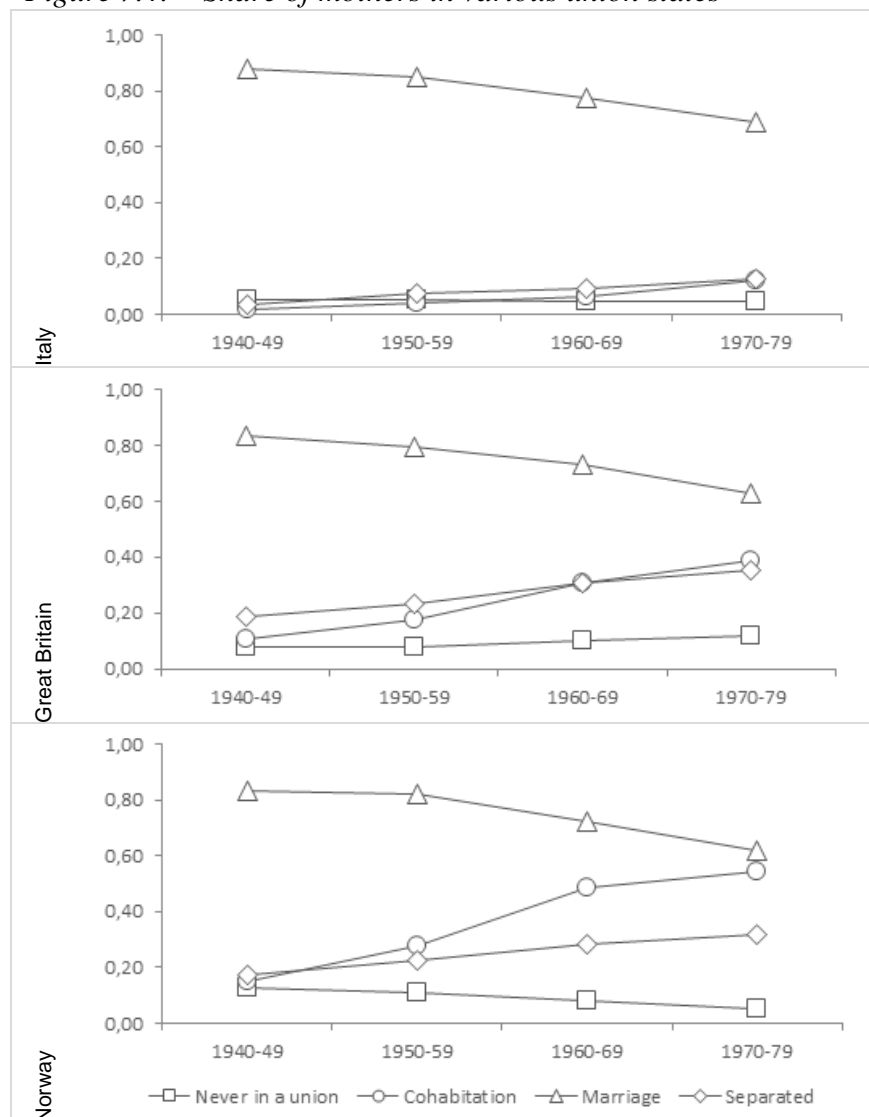 Share of mothers in various union states
1,00
0,80
0,60
0,40
0,20
0,00
1940-49 1950-59 1960-69 1970-79
Italy
1,00
0,80
0,60
0,40
0,20
0,00
1940-49 1950-59 1960-69 1970-79
Great Britain
1,00
0,80
0,60
0,40
0,20
0,00
1940-49 1950-59 1960-69 1970-79
Norway
Never in a union Cohabitation Marriage Separated